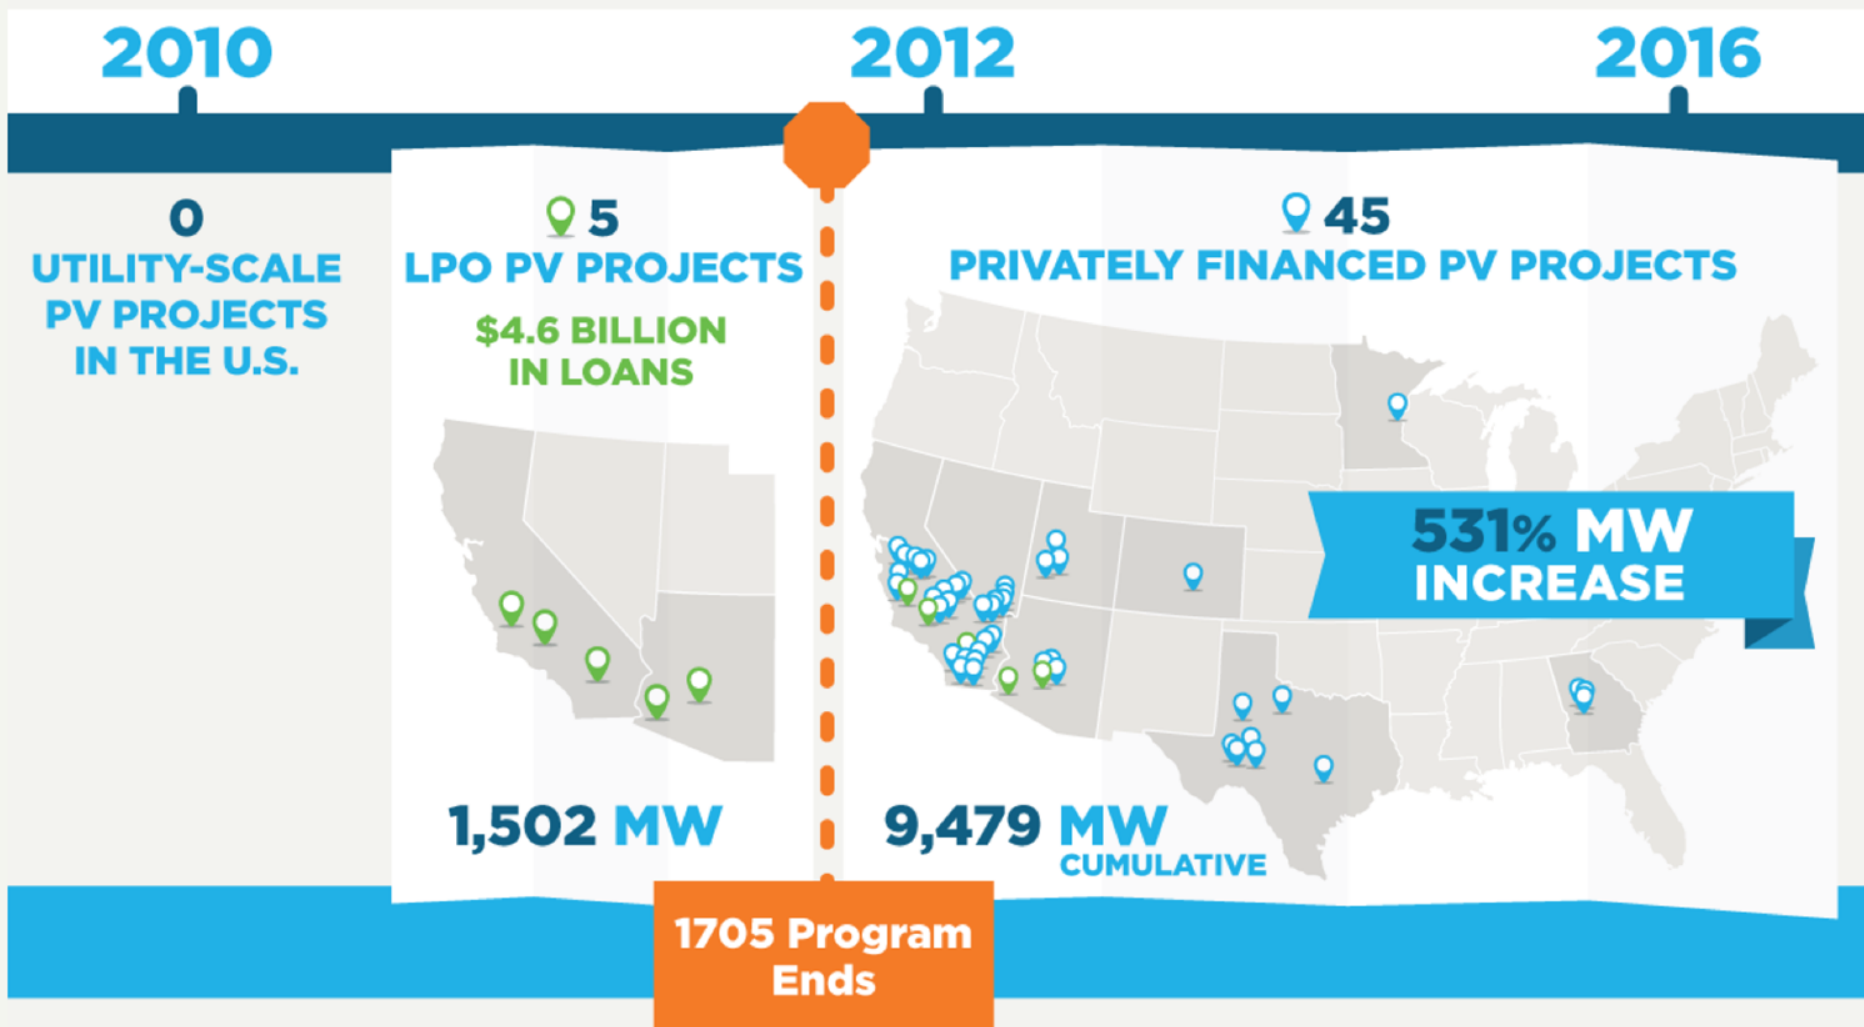 2010
2012
2016
0
UTILITY-SCALE
PV PROJECTS
IN THE U.S.
5
LPO PV PROJECTS
$4.6 BILLION
IN LOANS
1,502 MW
45
PRIVATELY FINANCED PV PROJECTS
531% MW
INCREASE
9,479 MW
CUMULATIVE
1705 Program
Ends